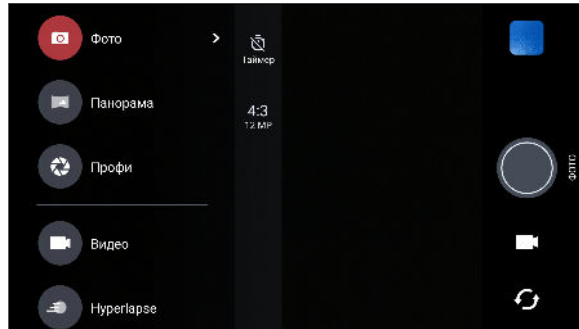 Фото
Панорама
Профи
Видео
Hyperlapse
Таймер
4:3
12 MP
ФОТО